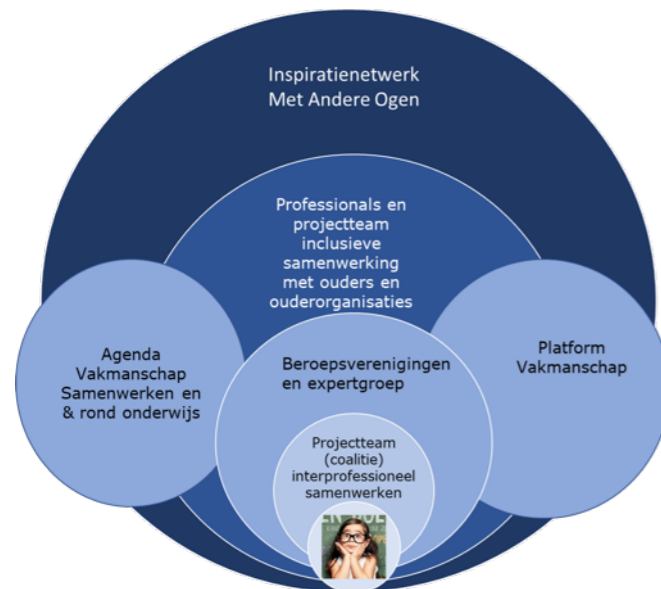 Inspiratienetwerk
Met Andere Ogen
Professionals en
projectteam
inclusieve
samenwerking
met ouders en
ouderorganisaties
Agenda
Vakmanschap
Samenwerken en
& rond onderwijs
Beroepsverenigingen
en expertgroep
Platform
Vakmanschap
Projectteam
(coalitie)
interprofessioneel
samenwerken